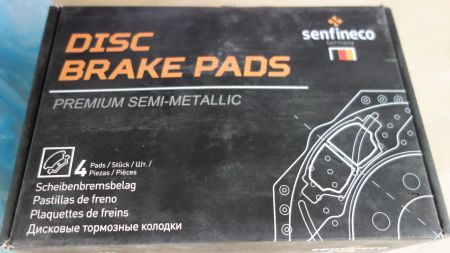 DISC
BRAKE PADS
senfineco
Germany
PREMIUM SEMI-METALLIC
4 Pads / Stück / Шт. /
Piezas / Pièces
Scheibenbremsbelag
Pastillas de freno
Plaquettes de freins
Дисковые тормозные колодки